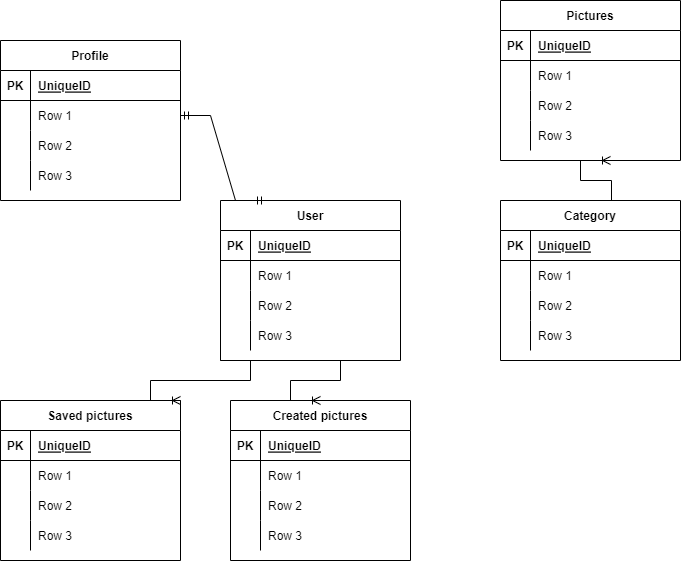 Pictures
PK UniqueID
Row 1
Row 2
Row 3
Profile
PK UniqueID
Row 1
Row 2
Row 3
User
PK UniqueID
Row 1
Row 2
Row 3
Category
PK UniqueID
Row 1
Row 2
Row 3
Saved pictures
PK UniqueID
Row 1
Row 2
Row 3
Created pictures
PK UniqueID
Row 1
Row 2
Row 3